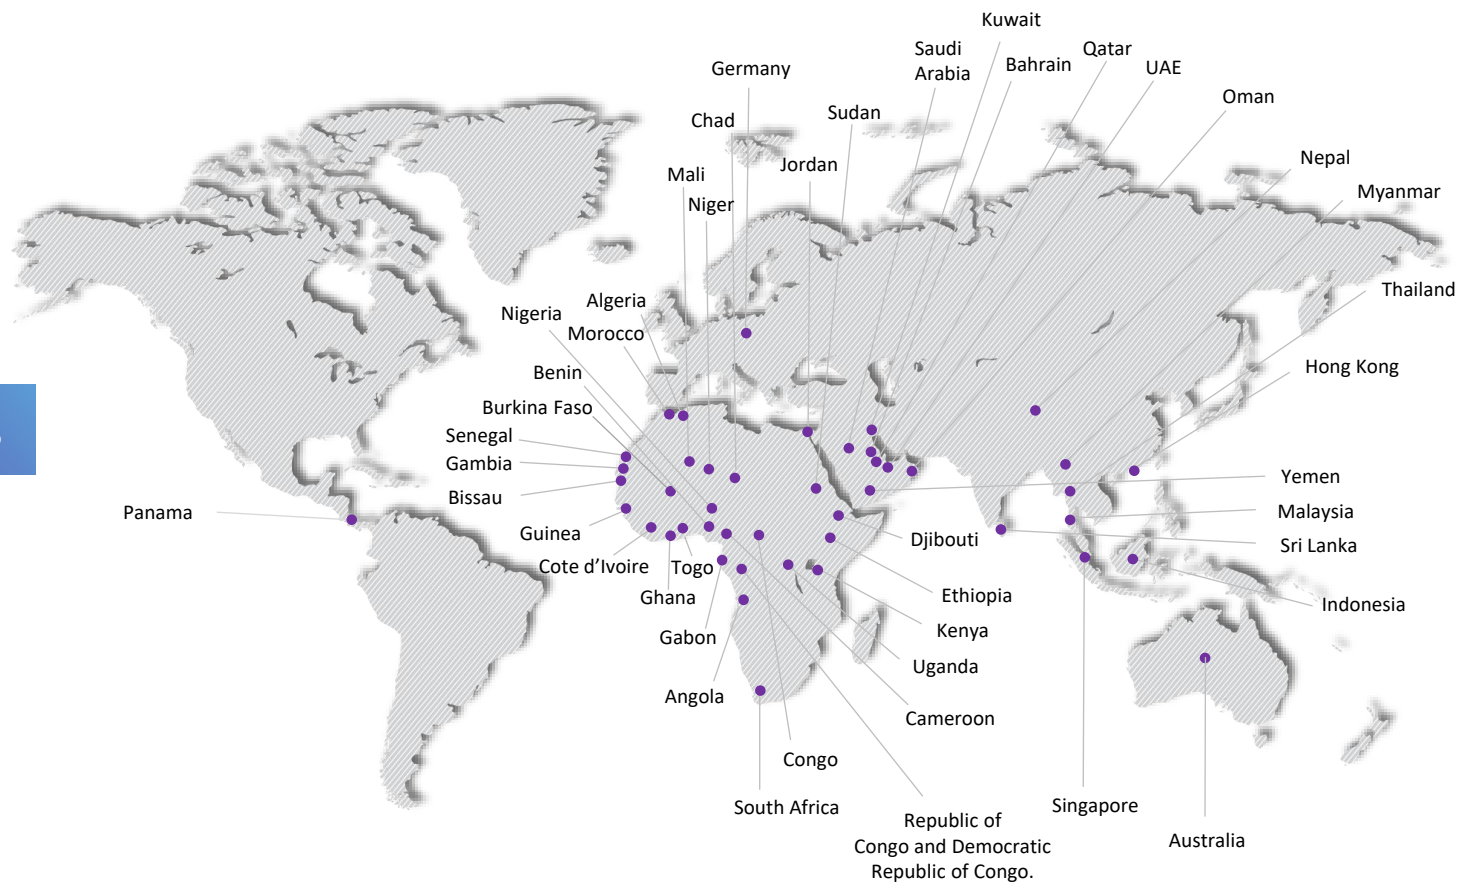 Kuwait
Saudi
Arabia
Qatar
Bahrain
UAE
Germany
Oman
Chad
Sudan
Jordan
Nepal
Mali
Myanmar
Niger
Thailand
Algeria
Nigeria
Morocco
Hong Kong
Benin
Burkina Faso
Senegal
Gambia
Bissau
Yemen
Panama
Malaysia
Guinea
Djibouti
Sri Lanka
Cote d’Ivoire
Togo
Ghana
Ethiopia
Indonesia
Gabon
Kenya
Uganda
Angola
Cameroon
Congo
South Africa
Singapore
Republic of
Congo and Democratic
Republic of Congo.
Australia